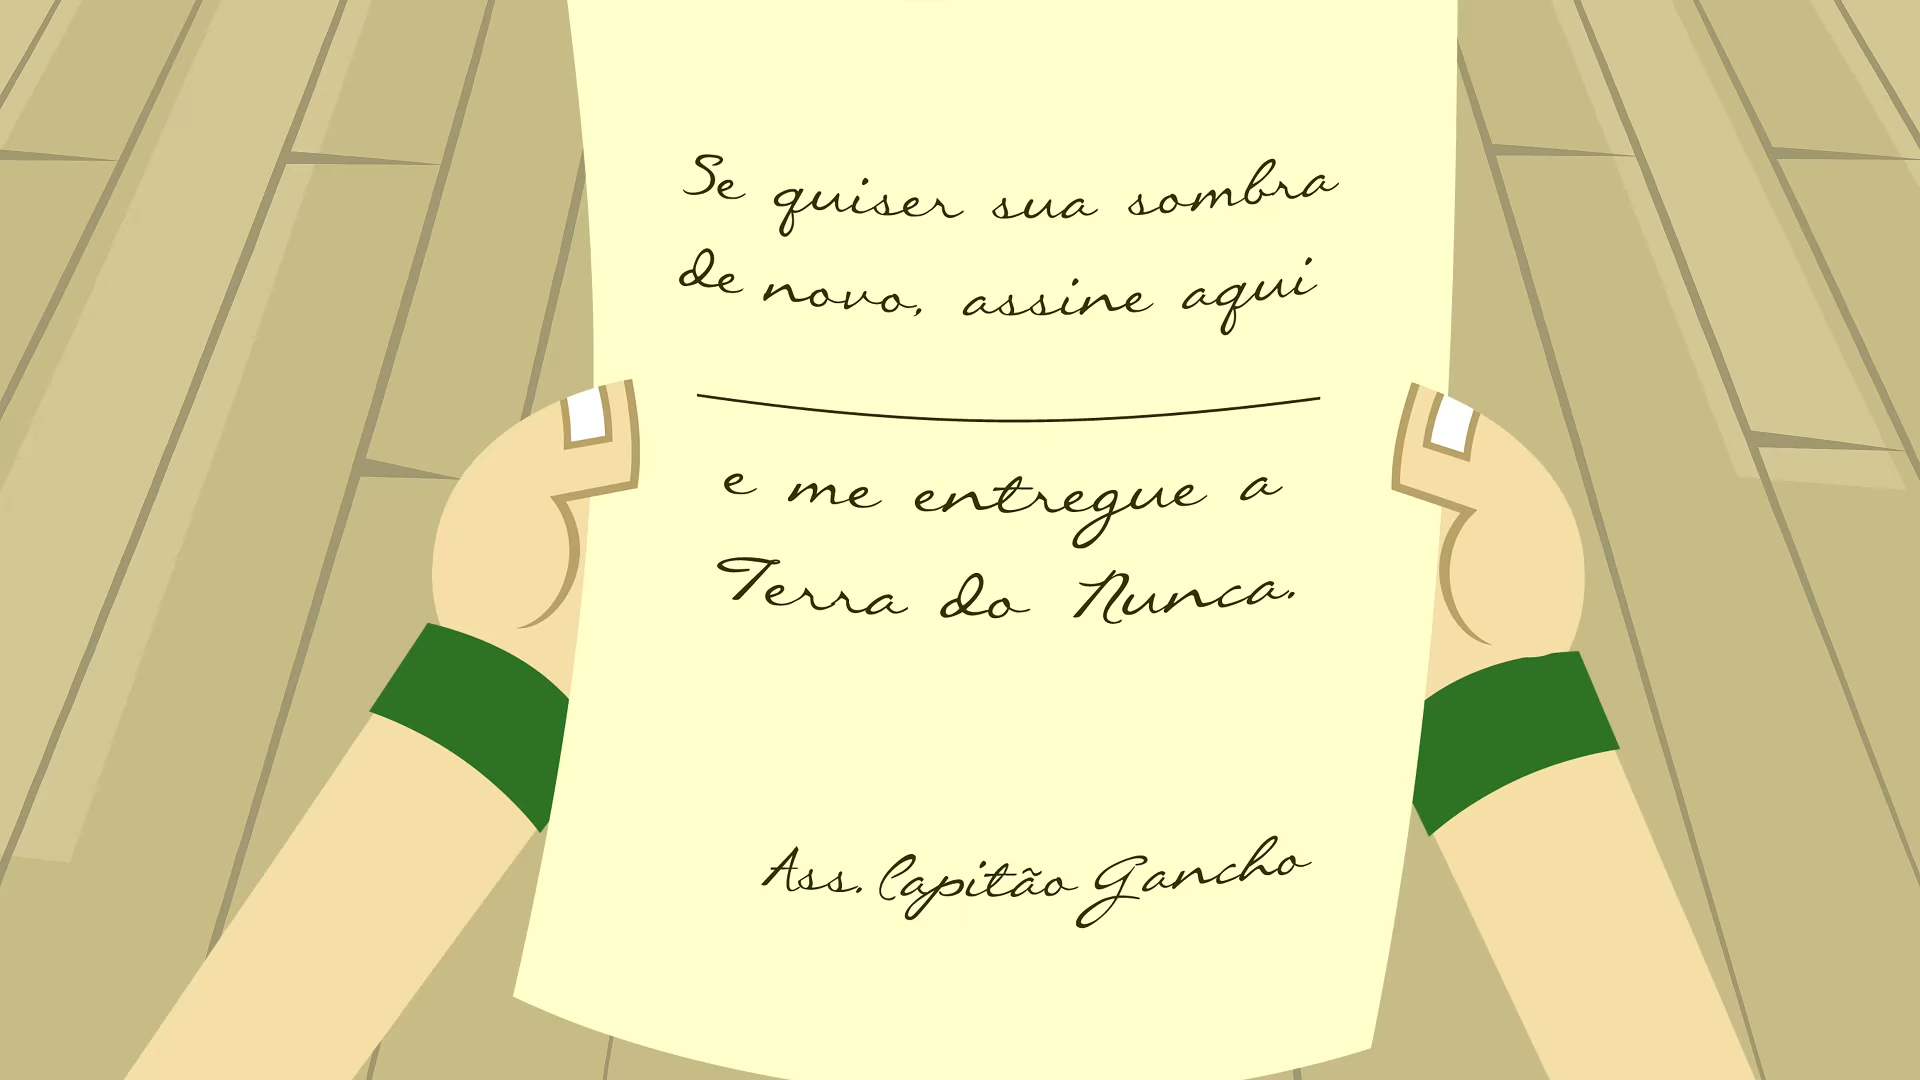 Se quiser sua sombra
de novo, assine aqui
e me entregue a
Terra do Nunca.
Ass. Capitão Gancho